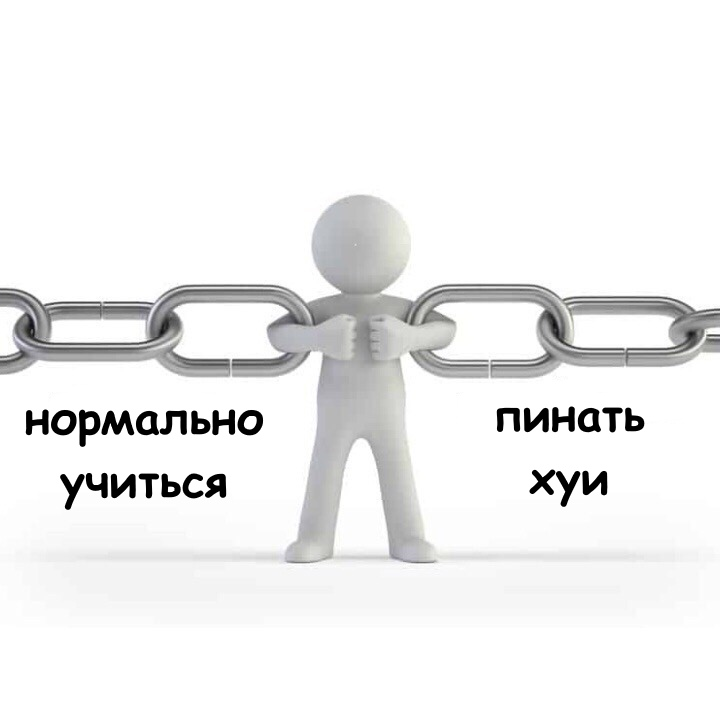 нормально
учиться
пинать
хуи